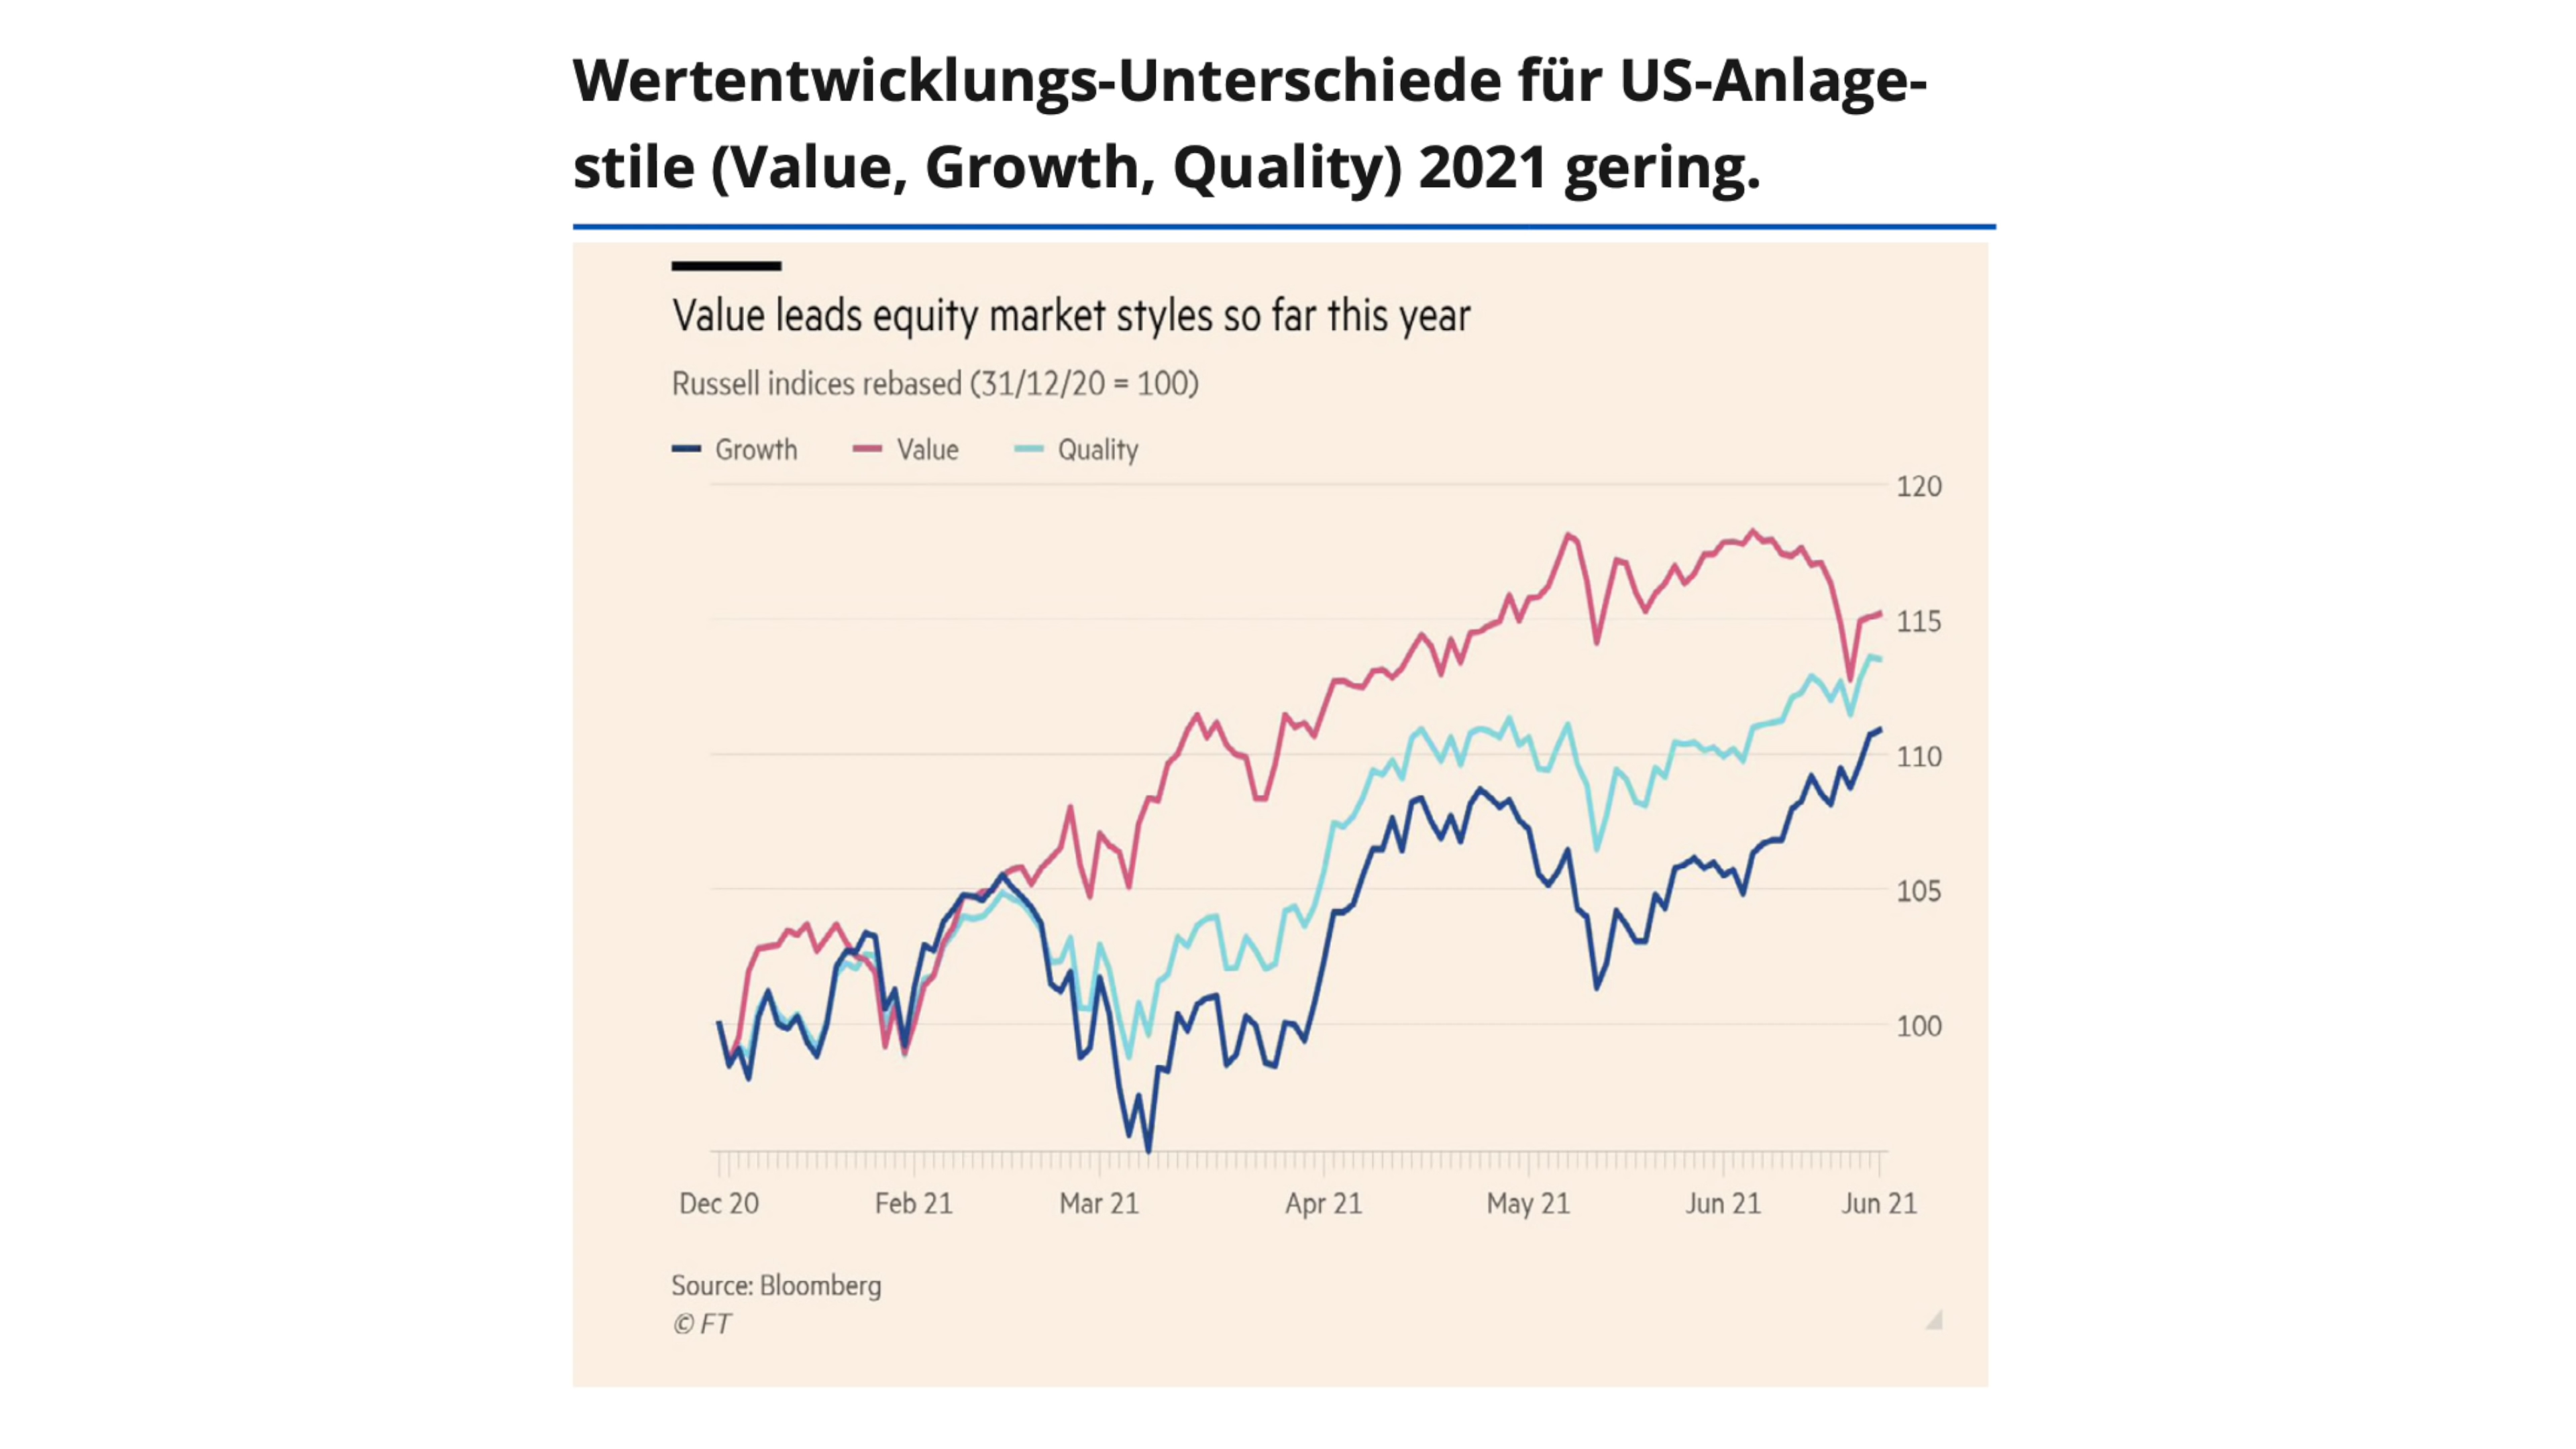 Wertentwicklungs-Unterschiede für US-Anlage-
stile (Value, Growth, Quality) 2021 gering.
Value leads equity market styles so far this year
Russell indices rebased (31/12/20 = 100)
Growth Value Quality
120
115
110
105
100
Dec 20 Feb 21 Mar 21 Apr 21 May 21 Jun 21 Jun 21
Source: Bloomberg
© FT